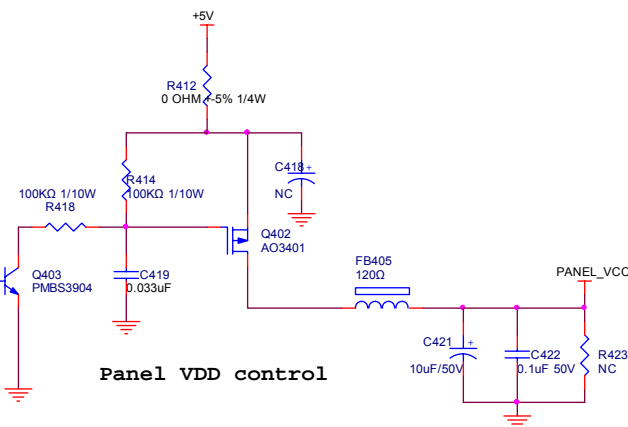 +5V
R412
0 OHM +-5% 1/4W
R414
100KΩ 1/10W
100KΩ 1/10W
R418
C418 +
NC
Q402
AO3401
Q403
PMBS3904
C419
0.033uF
FB405
120Ω
PANEL_VCC
C421 +
10uF/50V
C422
0.1uF 50V
R423
NC
Panel VDD control